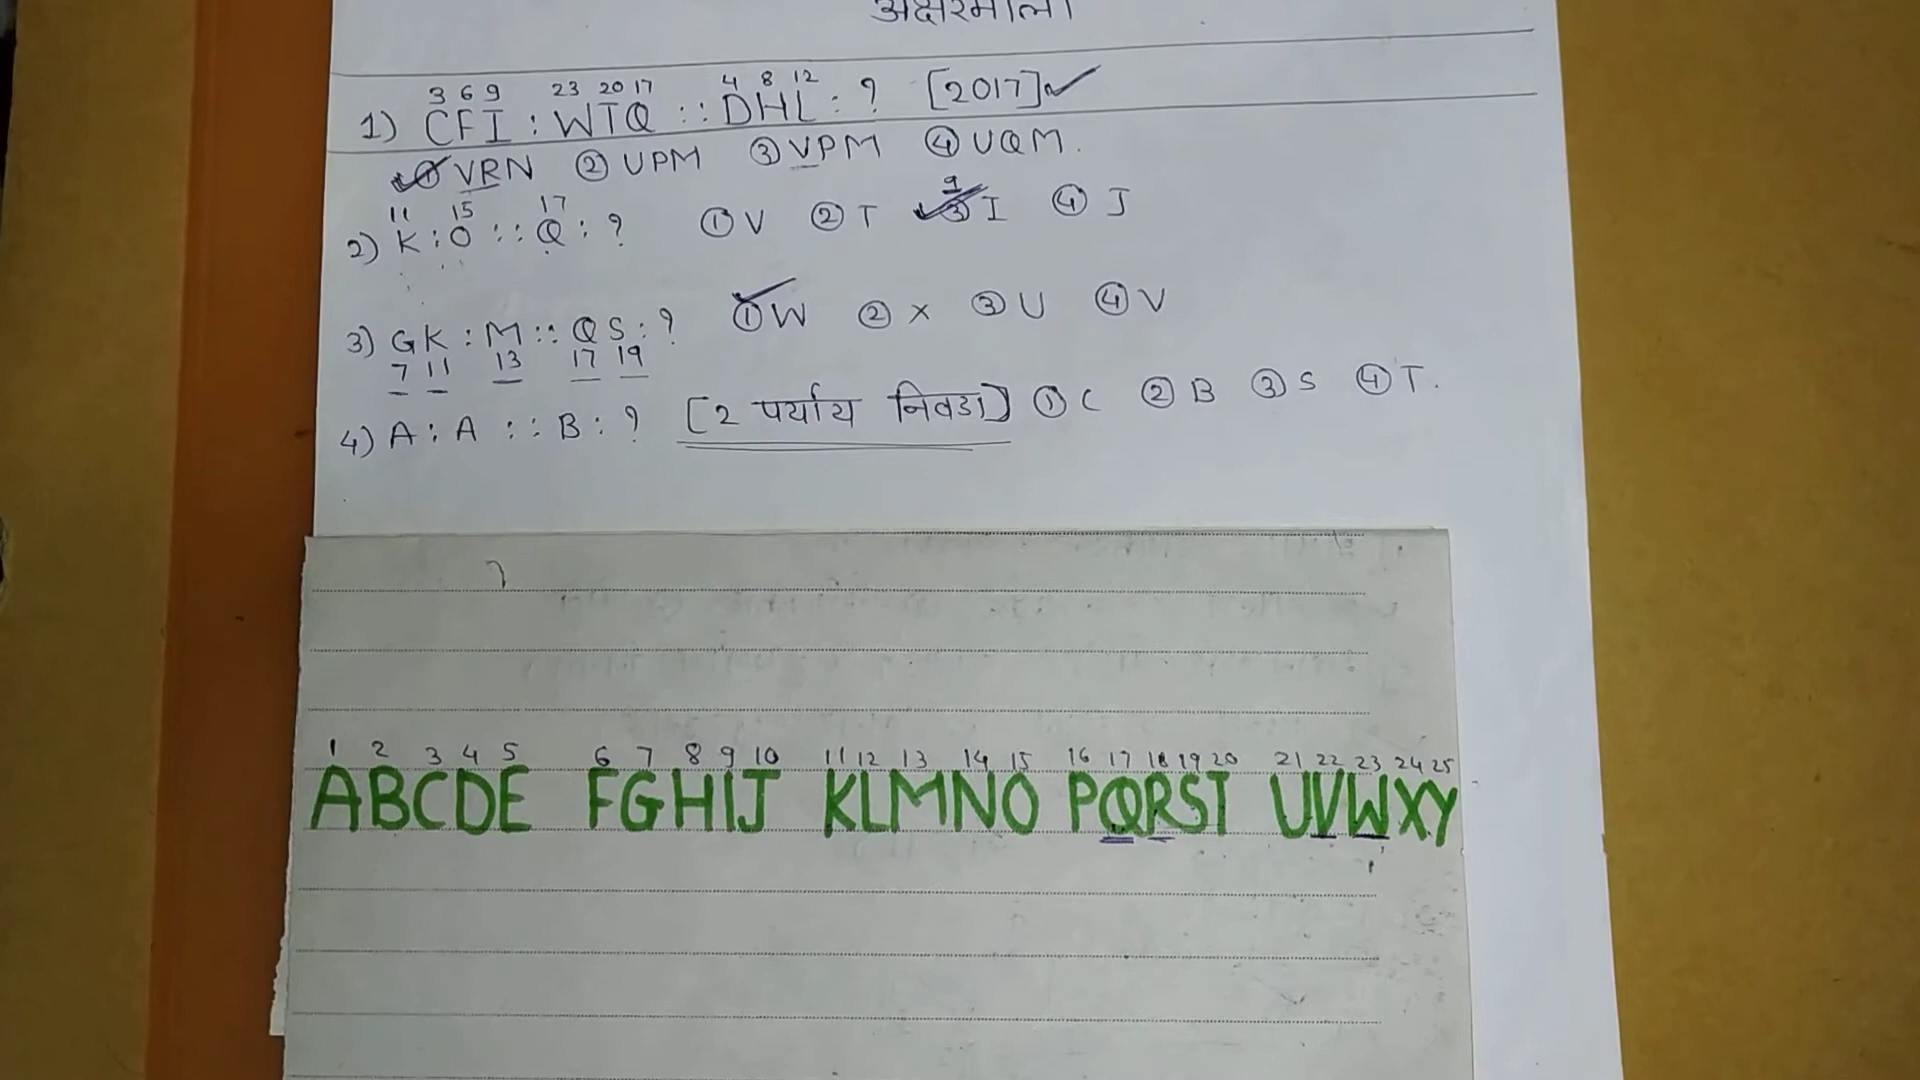 अक्षरमाला
3 6 9 23 20 17 4 8 12
1) CFI : WTQ :: DHL : ? [2017]✓
① VRN ② UPM ③ VPM ④ UQM.
11 15 17 9
2) K : O :: Q : ? ① V ② T ③ I ④ J
3) GK : M :: QS : ? ① W ② X ③ U ④ V
7 11 13 17 19
4) A : A :: B : ? [2 पर्याय निवडा] ① C ② B ③ S ④ T.
1 2 3 4 5 6 7 8 9 10 11 12 13 14 15 16 17 18 19 20 21 22 23 24 25
ABCDE FGHIJ KLMNO PQRST UVWXY